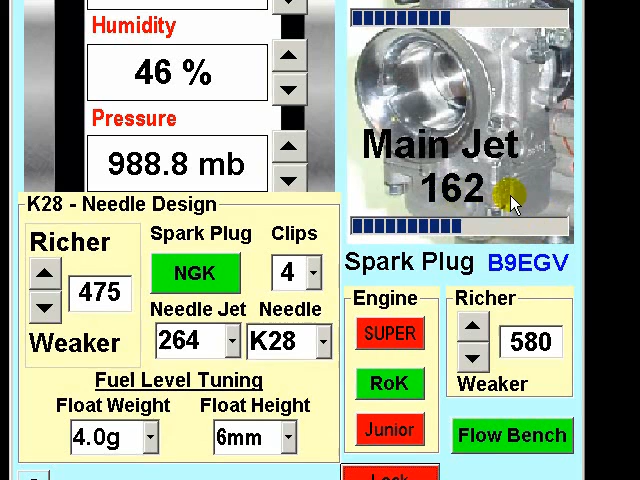 Humidity
46 %
Pressure
988.8 mb
Main Jet
162
K28 - Needle Design
Richer
475
Weaker
Spark Plug
Clips
NGK
4
Needle Jet
Needle
264
K28
Fuel Level Tuning
Float Weight
Float Height
4.0g
6mm
Spark Plug B9EGV
Engine
SUPER
RoK
Junior
Richer
580
Weaker
Flow Bench